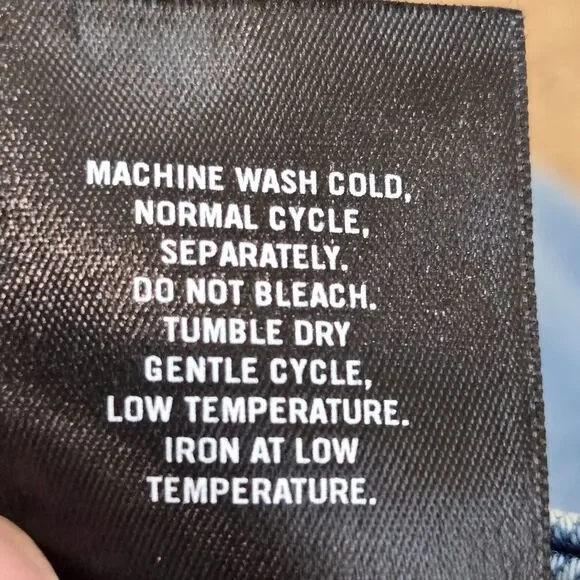 MACHINE WASH COLD,
NORMAL CYCLE,
SEPARATELY.
DO NOT BLEACH.
TUMBLE DRY
GENTLE CYCLE,
LOW TEMPERATURE.
IRON AT LOW
TEMPERATURE.